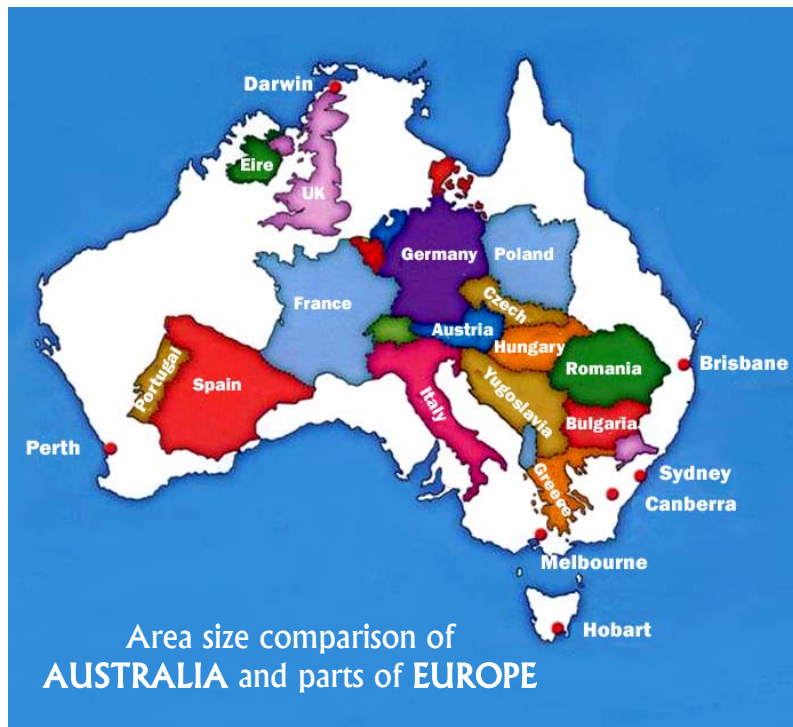 Darwin
Eire
UK
Germany
Poland
France
Czech
Austria
Hungary
Portugal
Spain
Italy
Yugoslavia
Romania
Brisbane
Bulgaria
Perth
Greece
Sydney
Canberra
Melbourne
Hobart
Area size comparison of
AUSTRALIA and parts of EUROPE